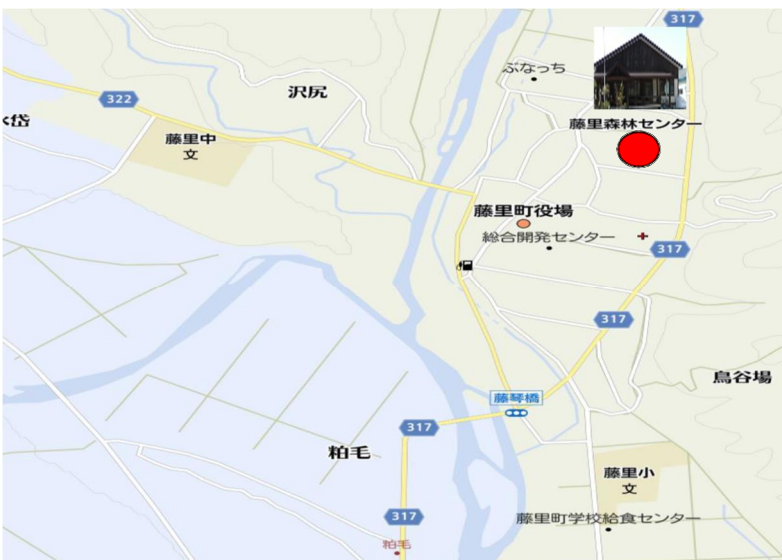 317
ぶなっち
沢尻
322
岱
藤里森林センター
藤里中
文
藤里町役場
総合開発センター
317
317
鳥谷場
藤琴橋
317
粕毛
藤里小
文
317
藤里町学校給食センター
粕毛